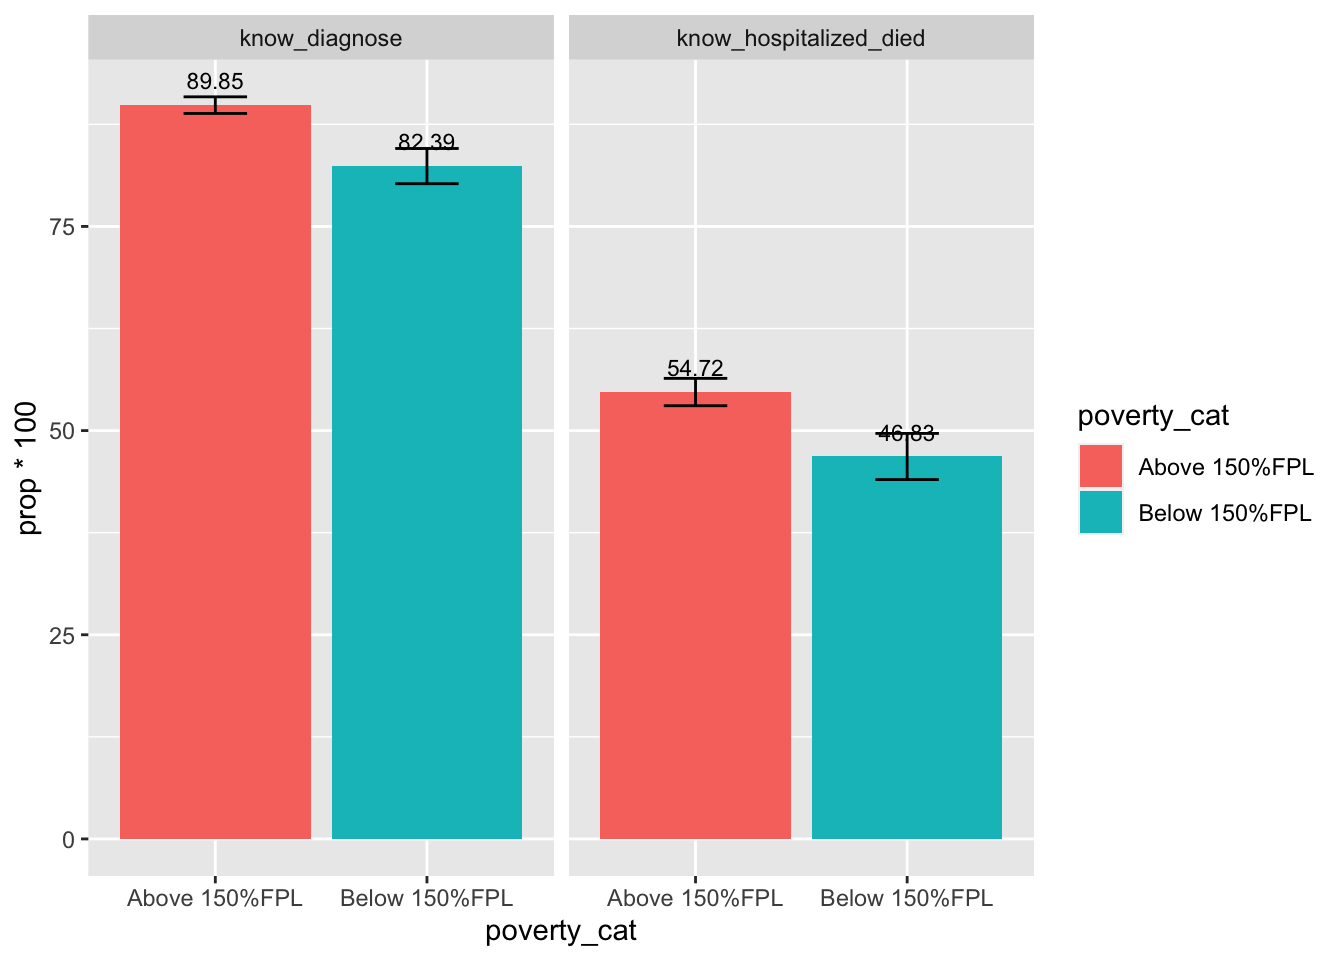 know_diagnose
know_hospitalized_died
89.85
82.39
54.72
46.83
75
50
25
0
prop * 100
Above 150%FPL
Below 150%FPL
Above 150%FPL
Below 150%FPL
poverty_cat
poverty_cat
Above 150%FPL
Below 150%FPL